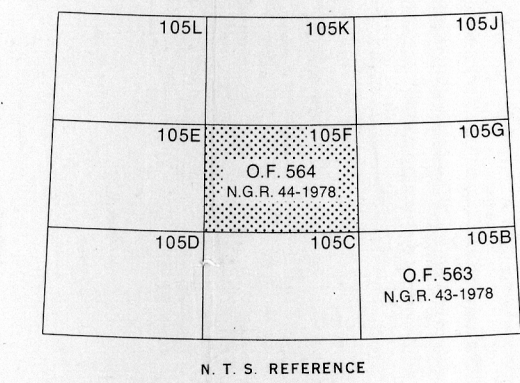 105L 105K 105J
105E 105F 105G
O.F. 564
N.G.R. 44-1978
105D 105C 105B
O.F. 563
N.G.R. 43-1978
N. T. S. REFERENCE